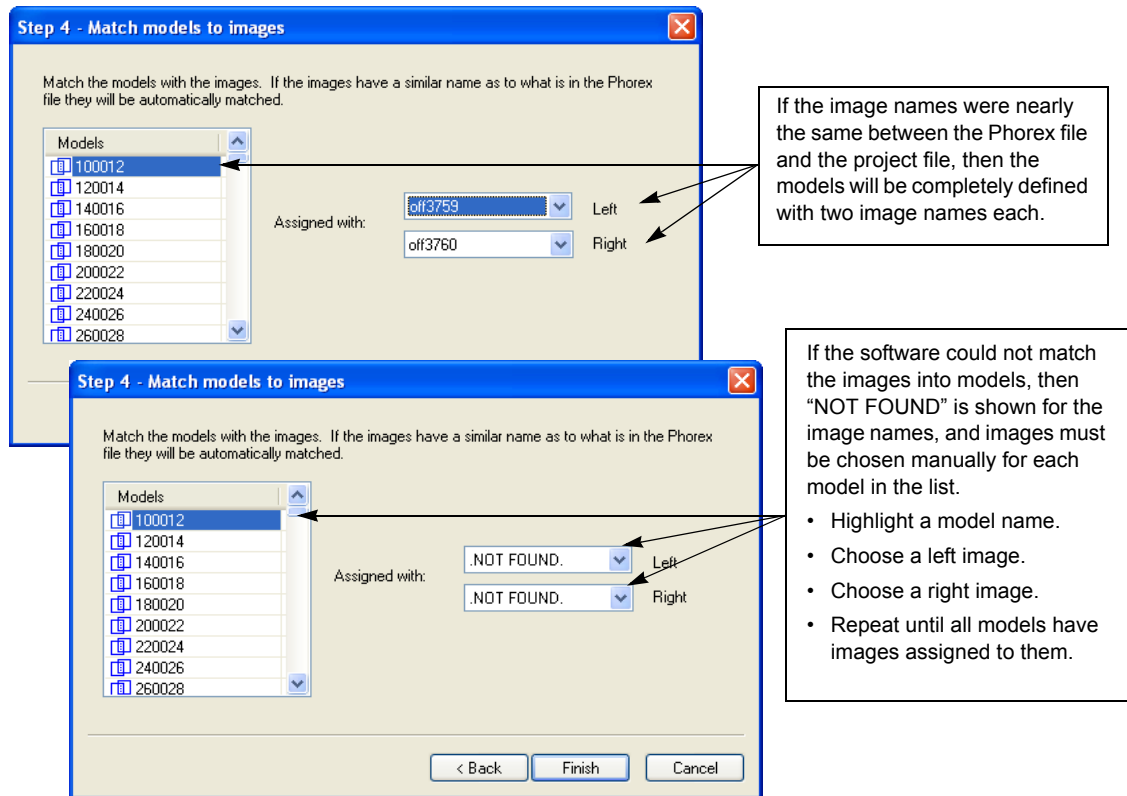 Step 4 - Match models to images
Match the models with the images. If the images have a similar name as to what is in the Phorex
file they will be automatically matched.
Models
100012
120014
140016
160018
180020
200022
220024
240026
260028
Assigned with:
off3759
Left
off3760
Right
If the image names were nearly
the same between the Phorex file
and the project file, then the
models will be completely defined
with two image names each.
Step 4 - Match models to images
Match the models with the images. If the images have a similar name as to what is in the Phorex
file they will be automatically matched.
Models
100012
120014
140016
160018
180020
200022
220024
240026
260028
Assigned with:
.NOT FOUND.
Left
.NOT FOUND.
Right
< Back
Finish
Cancel
If the software could not match
the images into models, then
“NOT FOUND” is shown for the
image names, and images must
be chosen manually for each
model in the list.
• Highlight a model name.
• Choose a left image.
• Choose a right image.
• Repeat until all models have
images assigned to them.